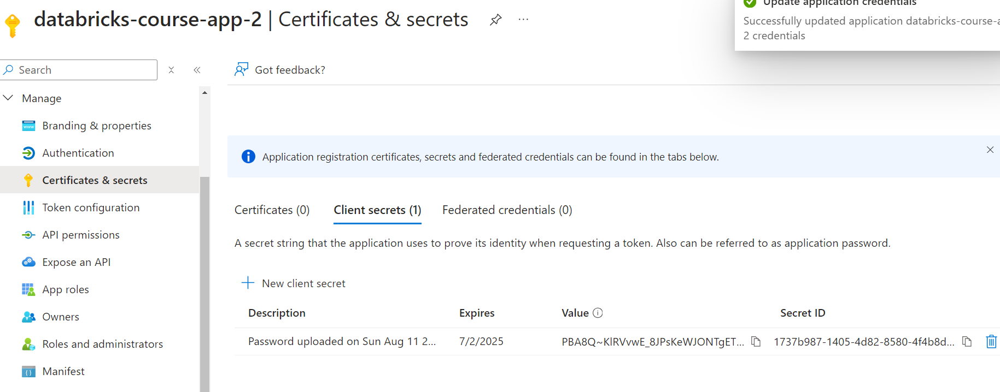 databricks-course-app-2 | Certificates & secrets
Update application credentials
Successfully updated application databricks-course-a
2 credentials
Search
Got feedback?
Manage
Branding & properties
Authentication
Certificates & secrets
Token configuration
API permissions
Expose an API
App roles
Owners
Roles and administrators
Manifest
Application registration certificates, secrets and federated credentials can be found in the tabs below.
Certificates (0) Client secrets (1) Federated credentials (0)
A secret string that the application uses to prove its identity when requesting a token. Also can be referred to as application password.
New client secret
Description Expires Value Secret ID
Password uploaded on Sun Aug 11 2... 7/2/2025 PBA8Q~KlRVvwE_8JPsKeWJONTgET... 1737b987-1405-4d82-8580-4f4b8d...